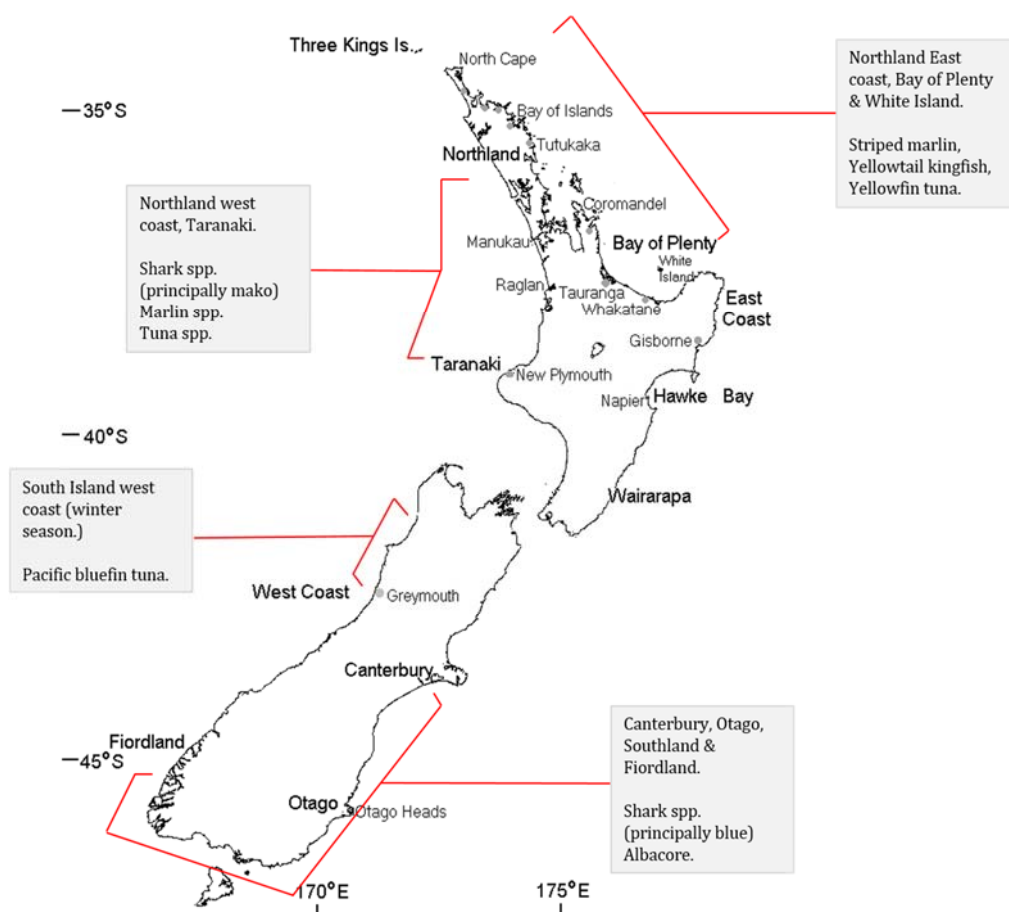 Three Kings Is.
North Cape
Northland East
coast, Bay of Plenty
& White Island.
Striped marlin,
Yellowtail kingfish,
Yellowfin tuna.
35°S
Bay of Islands
Tutukaka
Northland
Northland west
coast, Taranaki.
Shark spp.
(principally mako)
Marlin spp.
Tuna spp.
Coromandel
Manukau
Bay of Plenty
White
Island
Raglan
Tauranga
Whakatane
East
Coast
Gisborne
Taranaki
New Plymouth
Napier
Hawke Bay
40°S
Wairarapa
South Island west
coast (winter
season.)
Pacific bluefin tuna.
West Coast
Greymouth
Canterbury
Canterbury, Otago,
Southland &
Fiordland.
Shark spp.
(principally blue)
Albacore.
Fiordland
45°S
Otago
Otago Heads
170°E
175°E